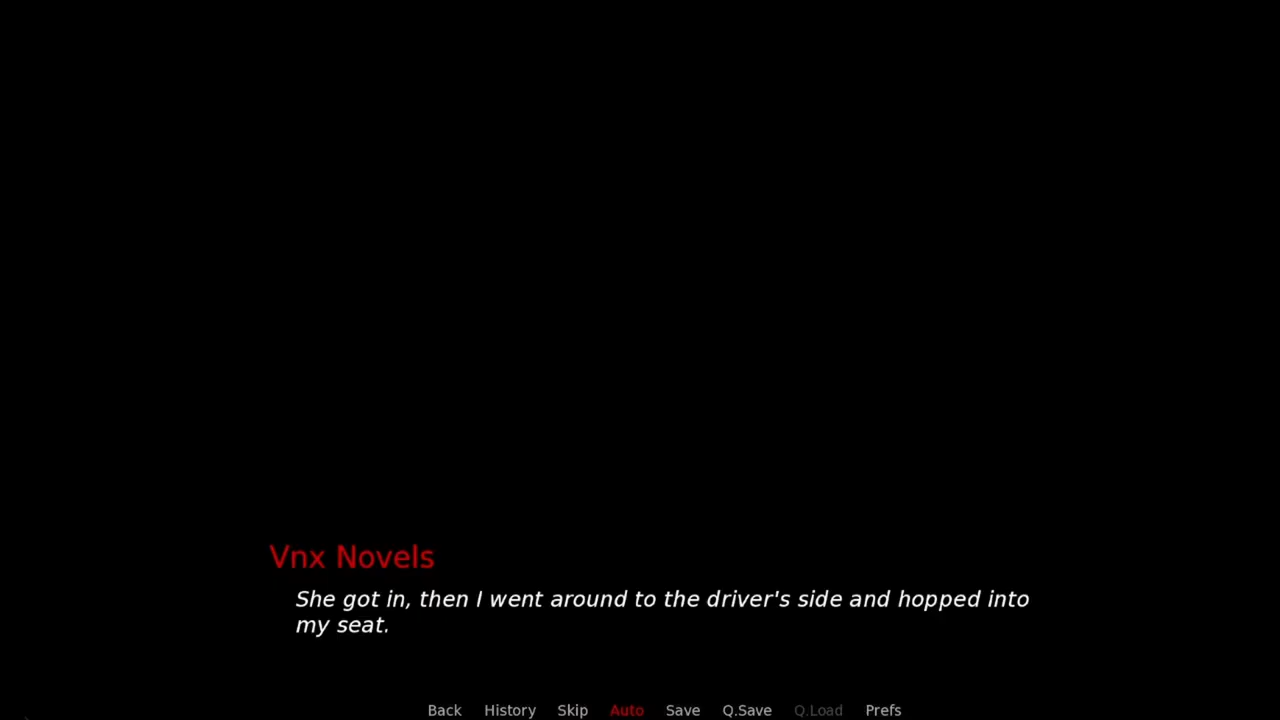 Vnx Novels
She got in, then I went around to the driver's side and hopped into
my seat.
Back History Skip Auto Save Q.Save Q.Load Prefs